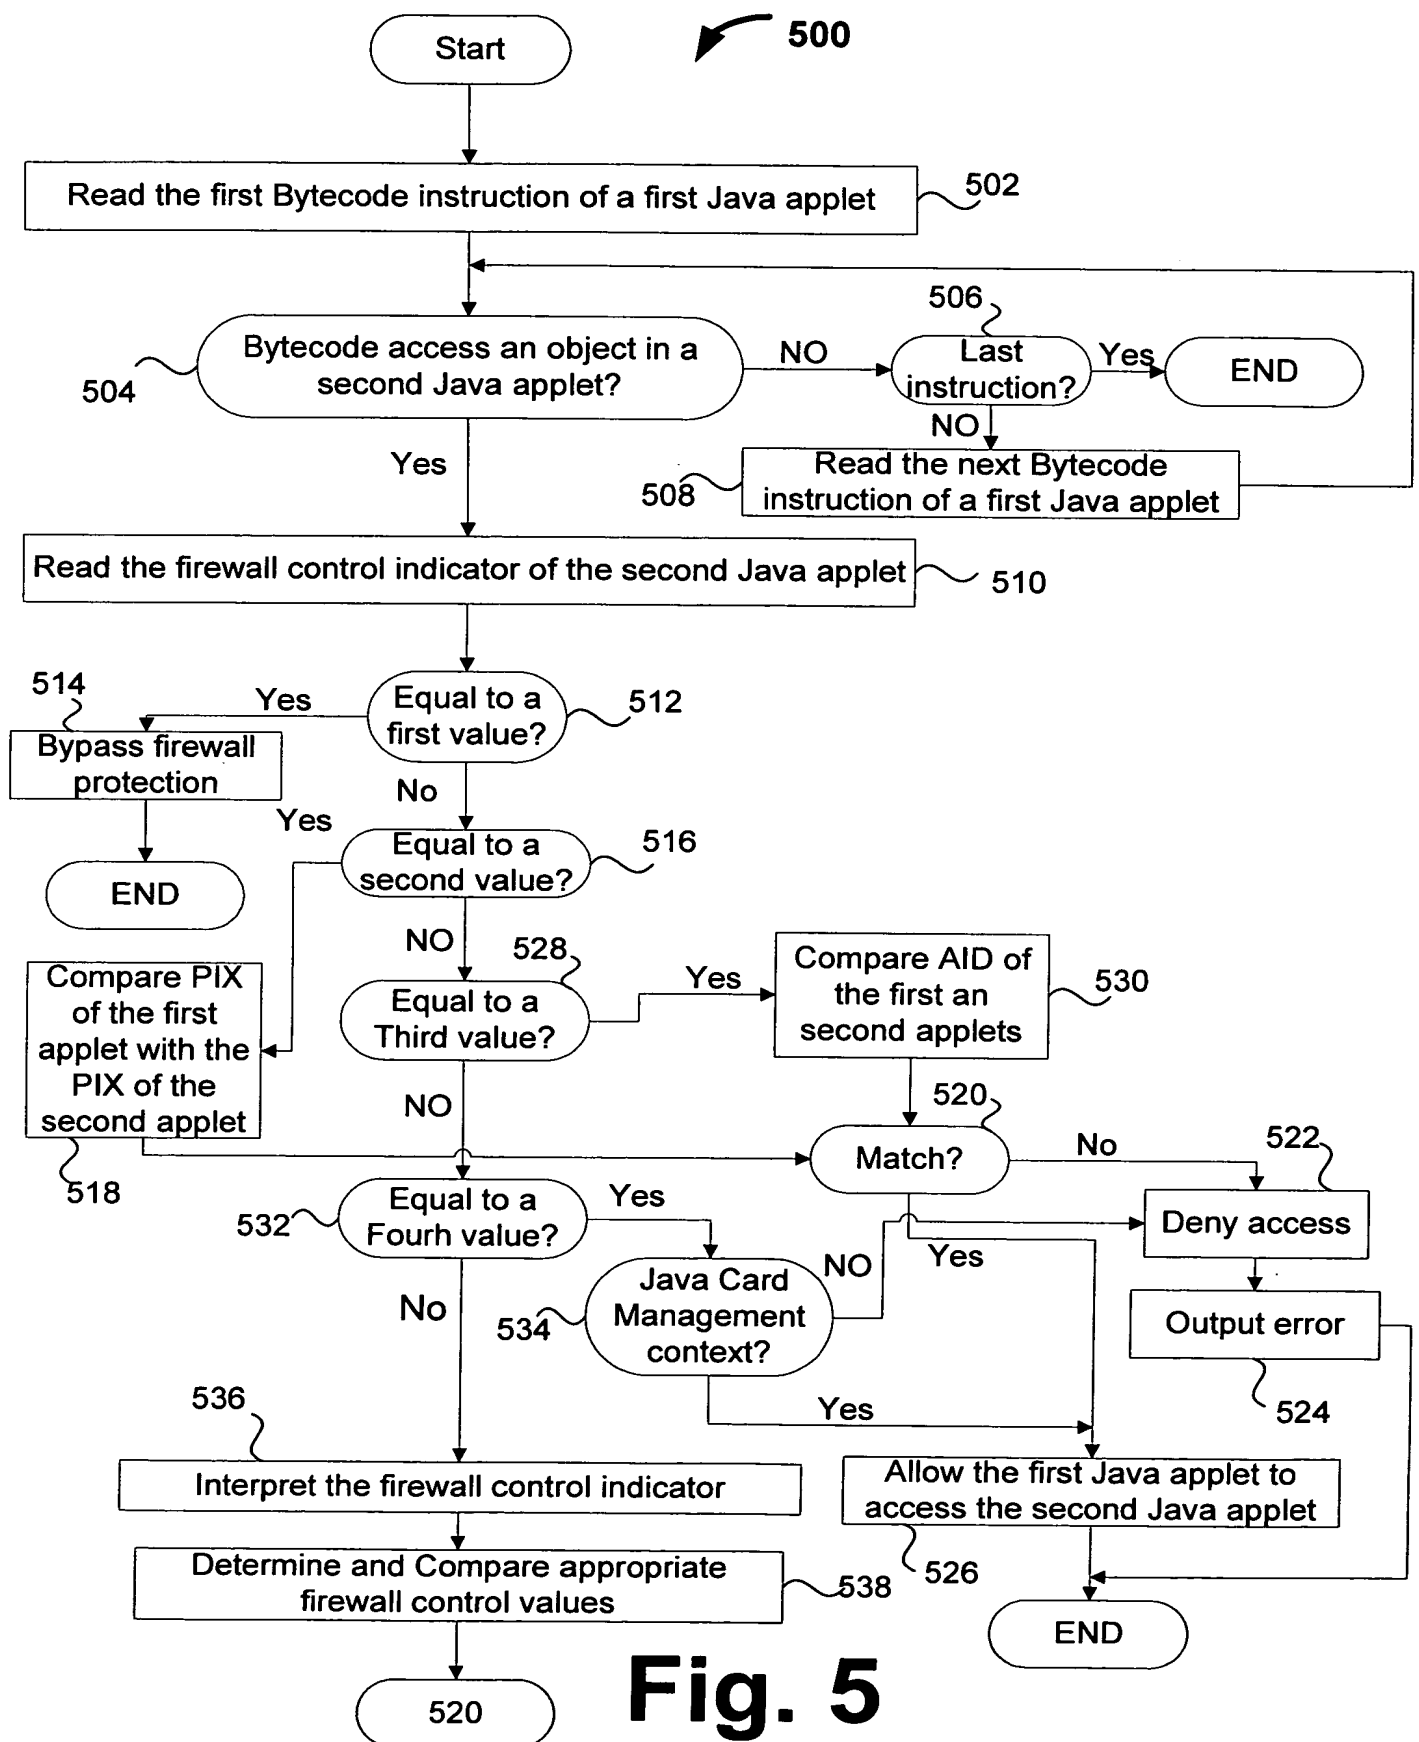 Start
500
Read the first Bytecode instruction of a first Java applet
502
506
Bytecode access an object in a
second Java applet?
504
NO
Last
instruction?
Yes
END
NO
Yes
Read the next Bytecode
instruction of a first Java applet
508
Read the firewall control indicator of the second Java applet
510
514
Yes
Equal to a
first value?
512
Bypass firewall
protection
No
Yes
END
Equal to a
second value?
516
NO
528
Compare PIX
of the first
applet with the
PIX of the
second applet
518
Equal to a
Third value?
Yes
Compare AID of
the first an
second applets
530
NO
520
Match?
No
522
Deny access
Yes
532
Equal to a
Fourh value?
Yes
NO
Java Card
Management
context?
534
Output error
524
No
Yes
536
Interpret the firewall control indicator
Allow the first Java applet to
access the second Java applet
526
Determine and Compare appropriate
firewall control values
538
END
520
Fig. 5